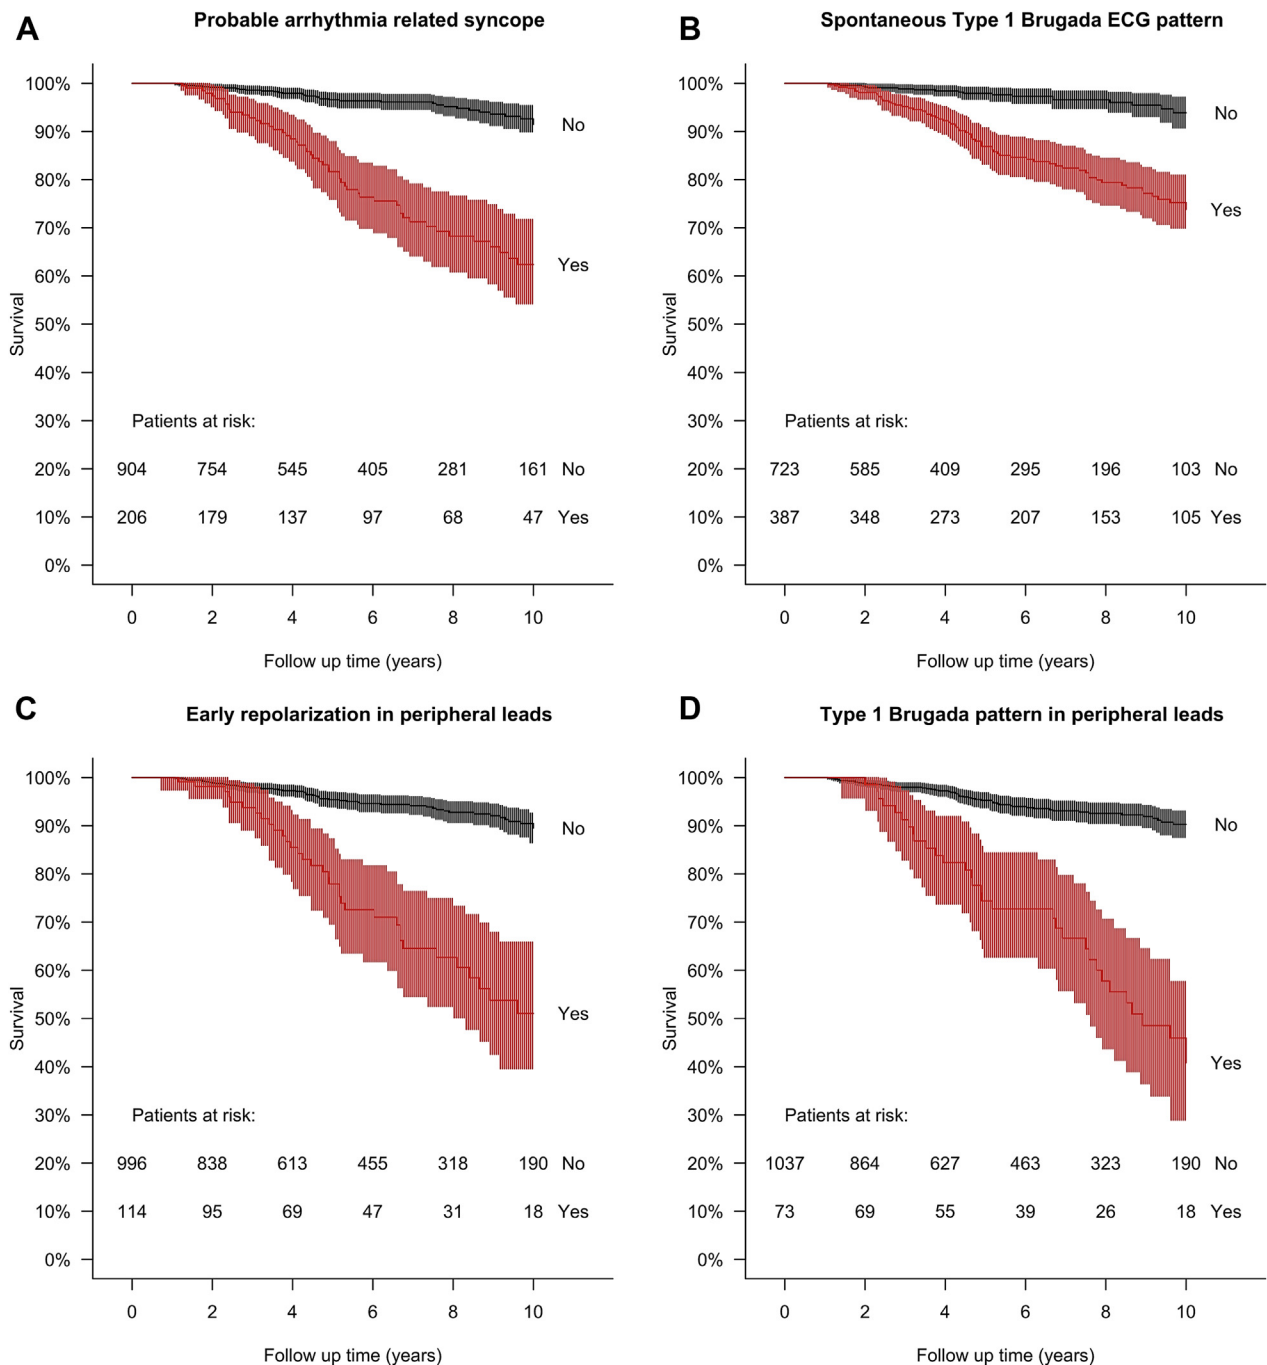 A
Probable arrhythmia related syncope
100%
90%
80%
70%
60%
50%
40%
30%
20%
10%
0%
Survival
No
Yes
Patients at risk:
904 754 545 405 281 161 No
206 179 137 97 68 47 Yes
0 2 4 6 8 10
Follow up time (years)
B
Spontaneous Type 1 Brugada ECG pattern
100%
90%
80%
70%
60%
50%
40%
30%
20%
10%
0%
Survival
No
Yes
Patients at risk:
723 585 409 295 196 103 No
387 348 273 207 153 105 Yes
0 2 4 6 8 10
Follow up time (years)
C
Early repolarization in peripheral leads
100%
90%
80%
70%
60%
50%
40%
30%
20%
10%
0%
Survival
No
Yes
Patients at risk:
996 838 613 455 318 190 No
114 95 69 47 31 18 Yes
0 2 4 6 8 10
Follow up time (years)
D
Type 1 Brugada pattern in peripheral leads
100%
90%
80%
70%
60%
50%
40%
30%
20%
10%
0%
Survival
No
Yes
Patients at risk:
1037 864 627 463 323 190 No
73 69 55 39 26 18 Yes
0 2 4 6 8 10
Follow up time (years)